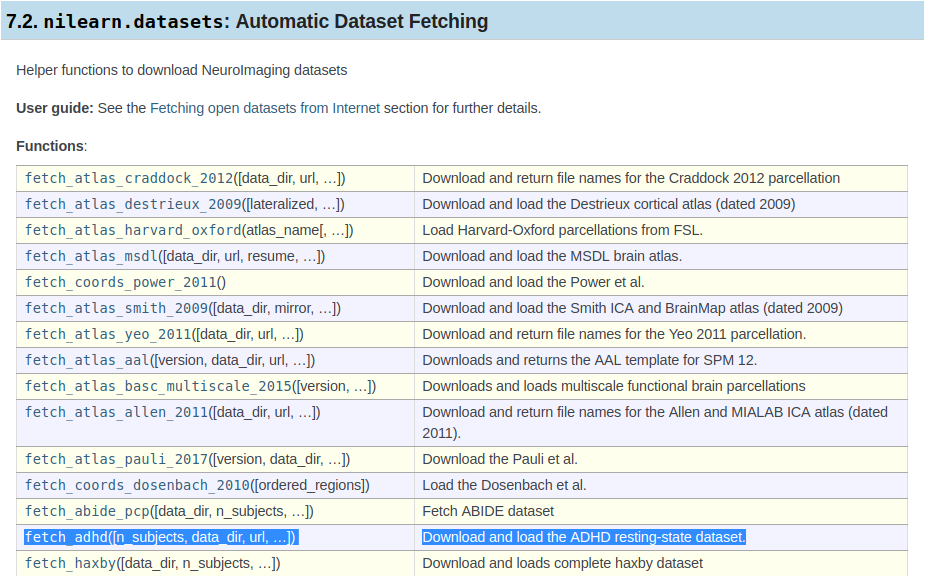 7.2. nilearn.datasets: Automatic Dataset Fetching
Helper functions to download NeuroImaging datasets
User guide: See the Fetching open datasets from Internet section for further details.
Functions:
fetch_atlas_craddock_2012([data_dir, url, …]) Download and return file names for the Craddock 2012 parcellation
fetch_atlas_destrieux_2009([lateralized, …]) Download and load the Destrieux cortical atlas (dated 2009)
fetch_atlas_harvard_oxford(atlas_name[, …]) Load Harvard-Oxford parcellations from FSL.
fetch_atlas_msdl([data_dir, url, resume, …]) Download and load the MSDL brain atlas.
fetch_coords_power_2011() Download and load the Power et al.
fetch_atlas_smith_2009([data_dir, mirror, …]) Download and load the Smith ICA and BrainMap atlas (dated 2009)
fetch_atlas_yeo_2011([data_dir, url, …]) Download and return file names for the Yeo 2011 parcellation.
fetch_atlas_aal([version, data_dir, url, …]) Downloads and returns the AAL template for SPM 12.
fetch_atlas_basc_multiscale_2015([version, …]) Downloads and loads multiscale functional brain parcellations
fetch_atlas_allen_2011([data_dir, url, …]) Download and return file names for the Allen and MIALAB ICA atlas (dated
2011).
fetch_atlas_pauli_2017([version, data_dir, …]) Download the Pauli et al.
fetch_coords_dosenbach_2010([ordered_regions]) Load the Dosenbach et al.
fetch_abide_pcp([data_dir, n_subjects, …]) Fetch ABIDE dataset
fetch_adhd([n_subjects, data_dir, url, …]) Download and load the ADHD resting-state dataset.
fetch_haxby([data_dir, n_subjects, …]) Download and loads complete haxby dataset